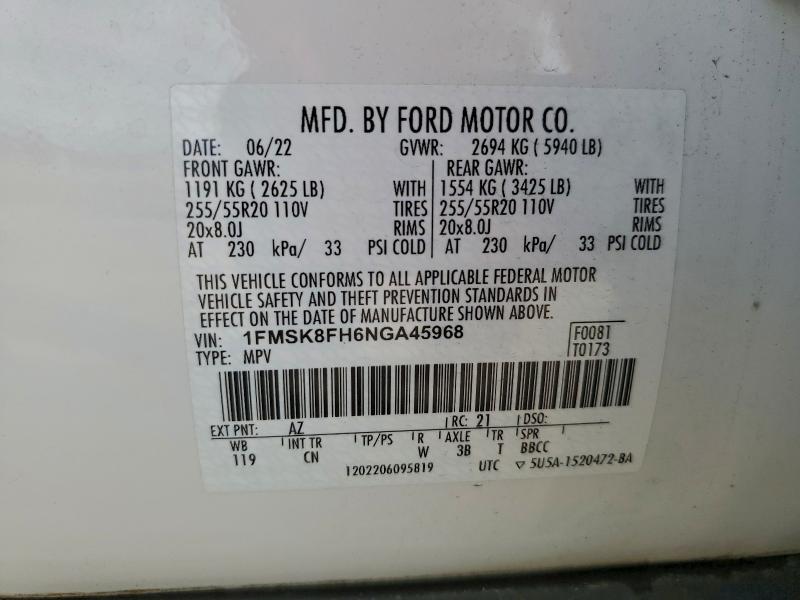 MFD. BY FORD MOTOR CO.
DATE: 06/22 GVWR: 2694 KG ( 5940 LB)
FRONT GAWR: REAR GAWR:
1191 KG ( 2625 LB) WITH 1554 KG ( 3425 LB) WITH
255/55R20 110V TIRES 255/55R20 110V TIRES
20x8.0J RIMS 20x8.0J RIMS
AT 230 kPa/ 33 PSI COLD AT 230 kPa/ 33 PSI COLD
THIS VEHICLE CONFORMS TO ALL APPLICABLE FEDERAL MOTOR
VEHICLE SAFETY AND THEFT PREVENTION STANDARDS IN
EFFECT ON THE DATE OF MANUFACTURE SHOWN ABOVE.
VIN: 1FMSK8FH6NGA45968 F0081
TYPE: MPV T0173
EXT PNT: AZ RC: 21 DSO:
WB INT TR TP/PS R AXLE TR SPR
119 CN W 3B T BBCC
1202206095819 UTC ▽ 5U5A-1520472-BA